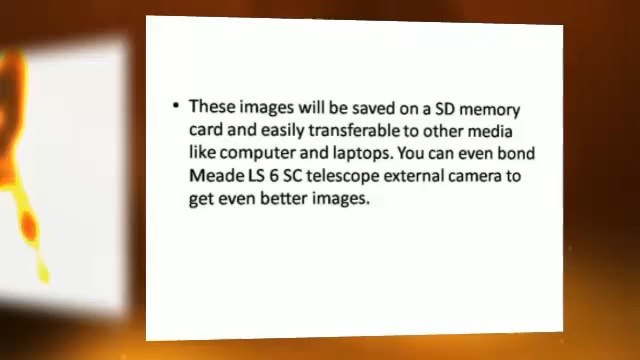 • These images will be saved on a SD memory
card and easily transferable to other media
like computer and laptops. You can even bond
Meade LS 6 SC telescope external camera to
get even better images.